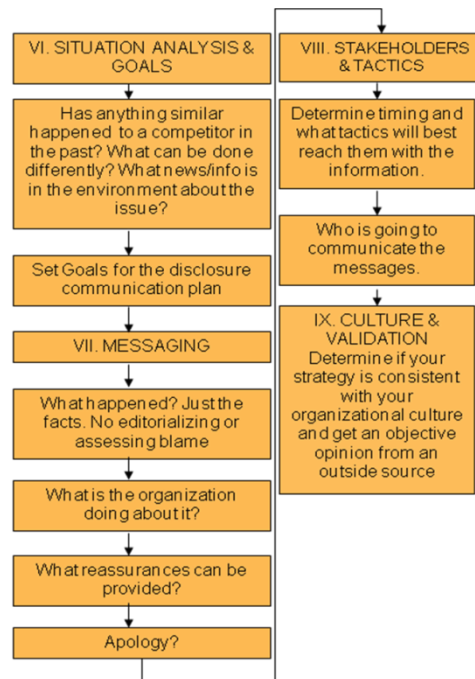 VI. SITUATION ANALYSIS &
GOALS
Has anything similar
happened to a competitor in
the past? What can be done
differently? What news/info is
in the environment about the
issue?
Set Goals for the disclosure
communication plan
VII. MESSAGING
What happened? Just the
facts. No editorializing or
assessing blame
What is the organization
doing about it?
What reassurances can be
provided?
Apology?
VIII. STAKEHOLDERS
& TACTICS
Determine timing and
what tactics will best
reach them with the
information.
Who is going to
communicate the
messages.
IX. CULTURE &
VALIDATION
Determine if your
strategy is consistent
with your
organizational culture
and get an objective
opinion from an
outside source